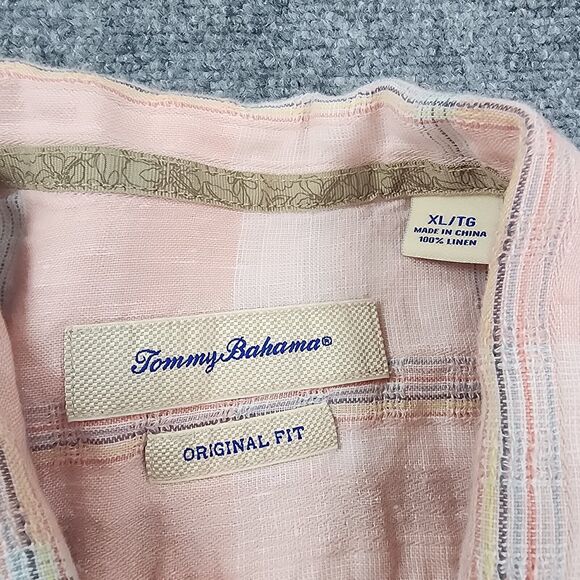 XL/TG
MADE IN CHINA
100% LINEN
Tommy Bahama®
ORIGINAL FIT